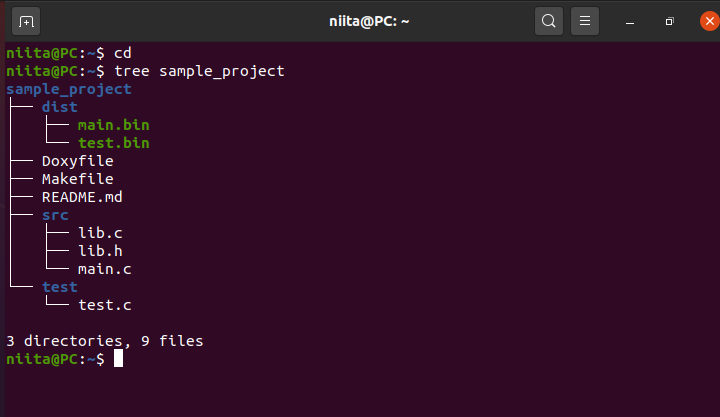 niita@PC: ~
niita@PC:~$ cd
niita@PC:~$ tree sample_project
sample_project
├── dist
│   ├── main.bin
│   └── test.bin
├── Doxyfile
├── Makefile
├── README.md
├── src
│   ├── lib.c
│   ├── lib.h
│   └── main.c
└── test
    └── test.c

3 directories, 9 files
niita@PC:~$